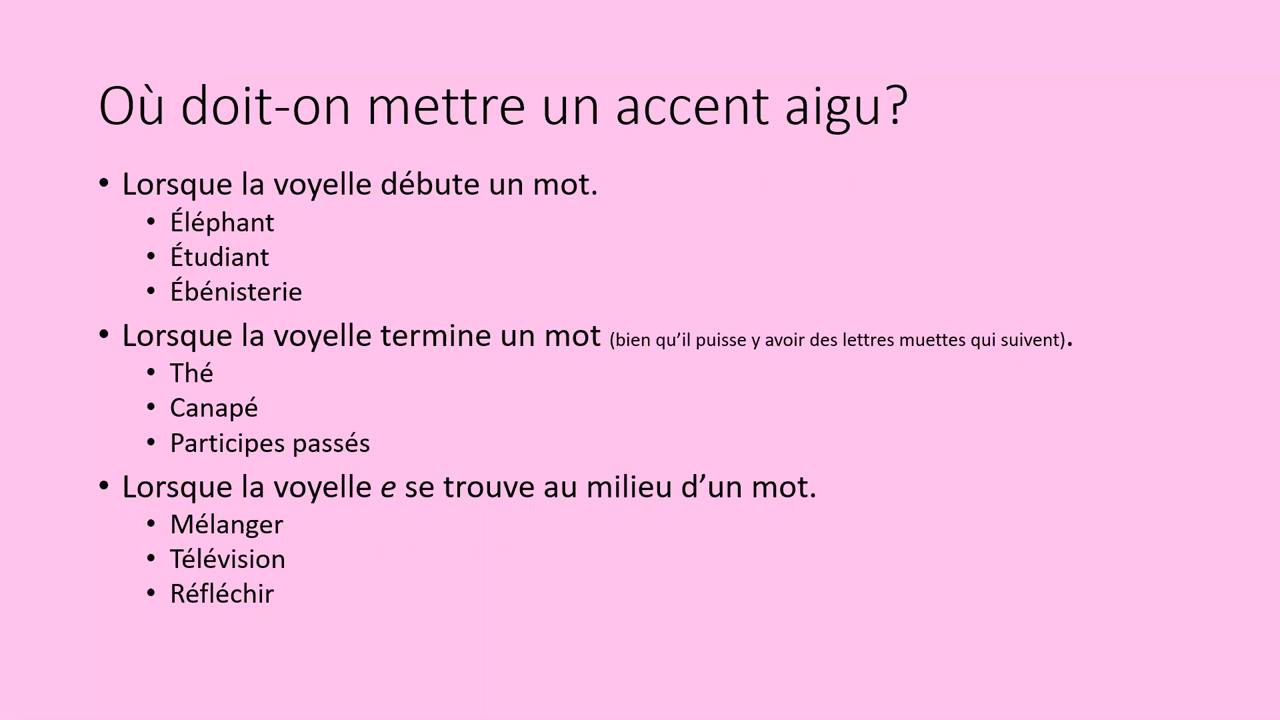 Où doit-on mettre un accent aigu?
• Lorsque la voyelle débute un mot.
• Éléphant
• Étudiant
• Ébénisterie
• Lorsque la voyelle termine un mot (bien qu’il puisse y avoir des lettres muettes qui suivent).
• Thé
• Canapé
• Participes passés
• Lorsque la voyelle e se trouve au milieu d’un mot.
• Mélanger
• Télévision
• Réfléchir